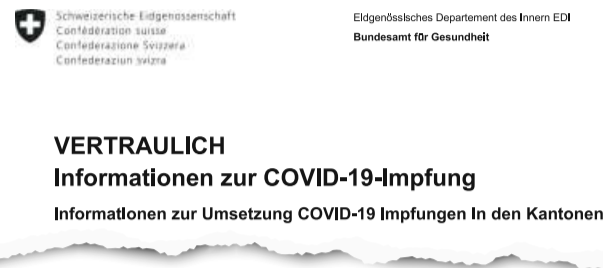 Schweizerische Eidgenossenschaft
Confédération suisse
Confederazione Svizzera
Confederaziun svizra
Eidgenössisches Departement des Innern EDI
Bundesamt für Gesundheit
VERTRAULICH
Informationen zur COVID-19-Impfung
Informationen zur Umsetzung COVID-19 Impfungen In den Kantonen